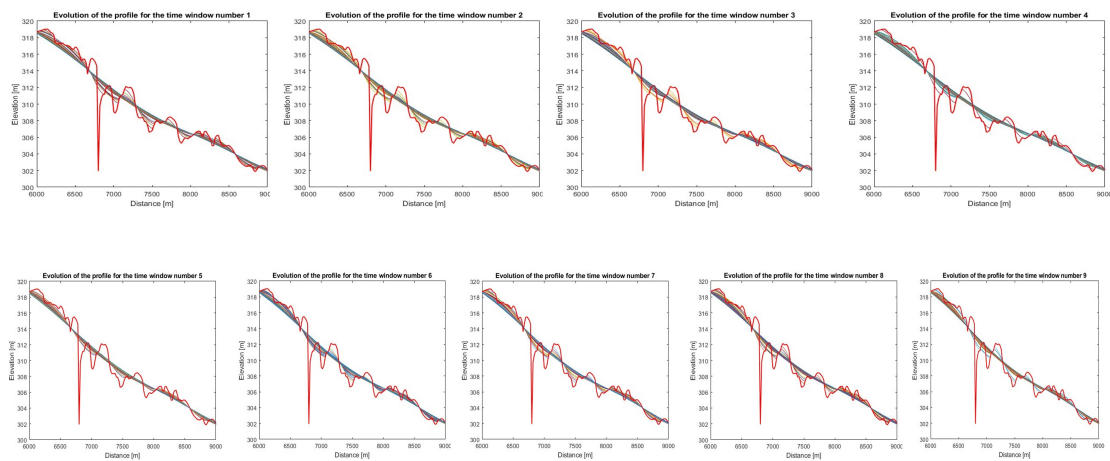 Evolution of the profile for the time window number 1
320
318
316
314
312
310
308
306
304
302
300
Elevation [m]
6000 6500 7000 7500 8000 8500 9000
Distance [m]
Evolution of the profile for the time window number 2
320
318
316
314
312
310
308
306
304
302
300
Elevation [m]
6000 6500 7000 7500 8000 8500 9000
Distance [m]
Evolution of the profile for the time window number 3
320
318
316
314
312
310
308
306
304
302
300
Elevation [m]
6000 6500 7000 7500 8000 8500 9000
Distance [m]
Evolution of the profile for the time window number 4
320
318
316
314
312
310
308
306
304
302
300
Elevation [m]
6000 6500 7000 7500 8000 8500 9000
Distance [m]
Evolution of the profile for the time window number 5
320
318
316
314
312
310
308
306
304
302
300
Elevation [m]
6000 6500 7000 7500 8000 8500 9000
Distance [m]
Evolution of the profile for the time window number 6
320
318
316
314
312
310
308
306
304
302
300
Elevation [m]
6000 6500 7000 7500 8000 8500 900
Distance [m]
Evolution of the profile for the time window number 7
320
318
316
314
312
310
308
306
304
302
300
Elevation [m]
6000 6500 7000 7500 8000 8500 9000
Distance [m]
Evolution of the profile for the time window number 8
320
318
316
314
312
310
308
306
304
302
300
Elevation [m]
6000 6500 7000 7500 8000 8500 9000
Distance [m]
Evolution of the profile for the time window number 9
320
318
316
314
312
310
308
306
304
302
300
Elevation [m]
6000 6500 7000 7500 8000 8500 9000
Distance [m]